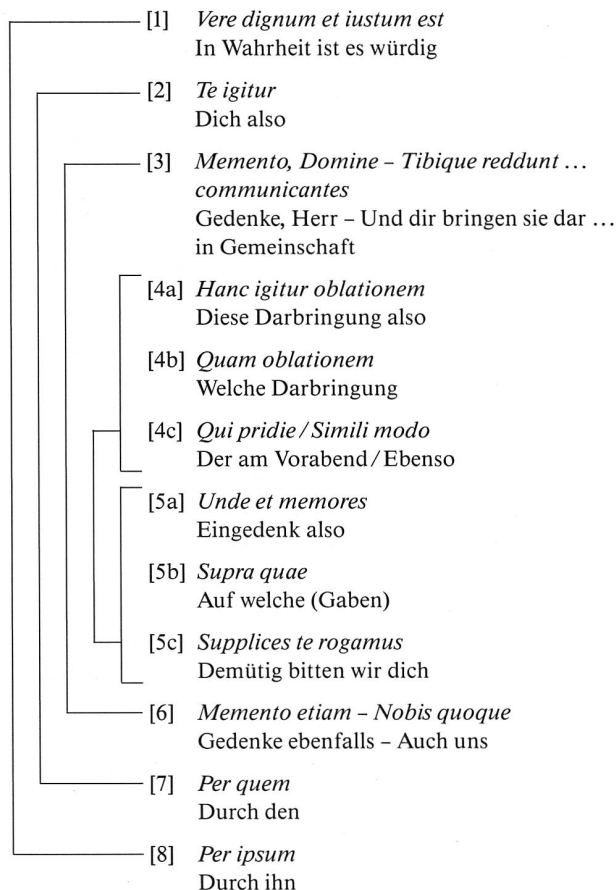 [1] Vere dignum et iustum est
In Wahrheit ist es würdig
[2] Te igitur
Dich also
[3] Memento, Domine – Tibique reddunt …
communicantes
Gedenke, Herr – Und dir bringen sie dar …
in Gemeinschaft
[4a] Hanc igitur oblationem
Diese Darbringung also
[4b] Quam oblationem
Welche Darbringung
[4c] Qui pridie / Simili modo
Der am Vorabend / Ebenso
[5a] Unde et memores
Eingedenk also
[5b] Supra quae
Auf welche (Gaben)
[5c] Supplices te rogamus
Demütig bitten wir dich
[6] Memento etiam – Nobis quoque
Gedenke ebenfalls – Auch uns
[7] Per quem
Durch den
[8] Per ipsum
Durch ihn